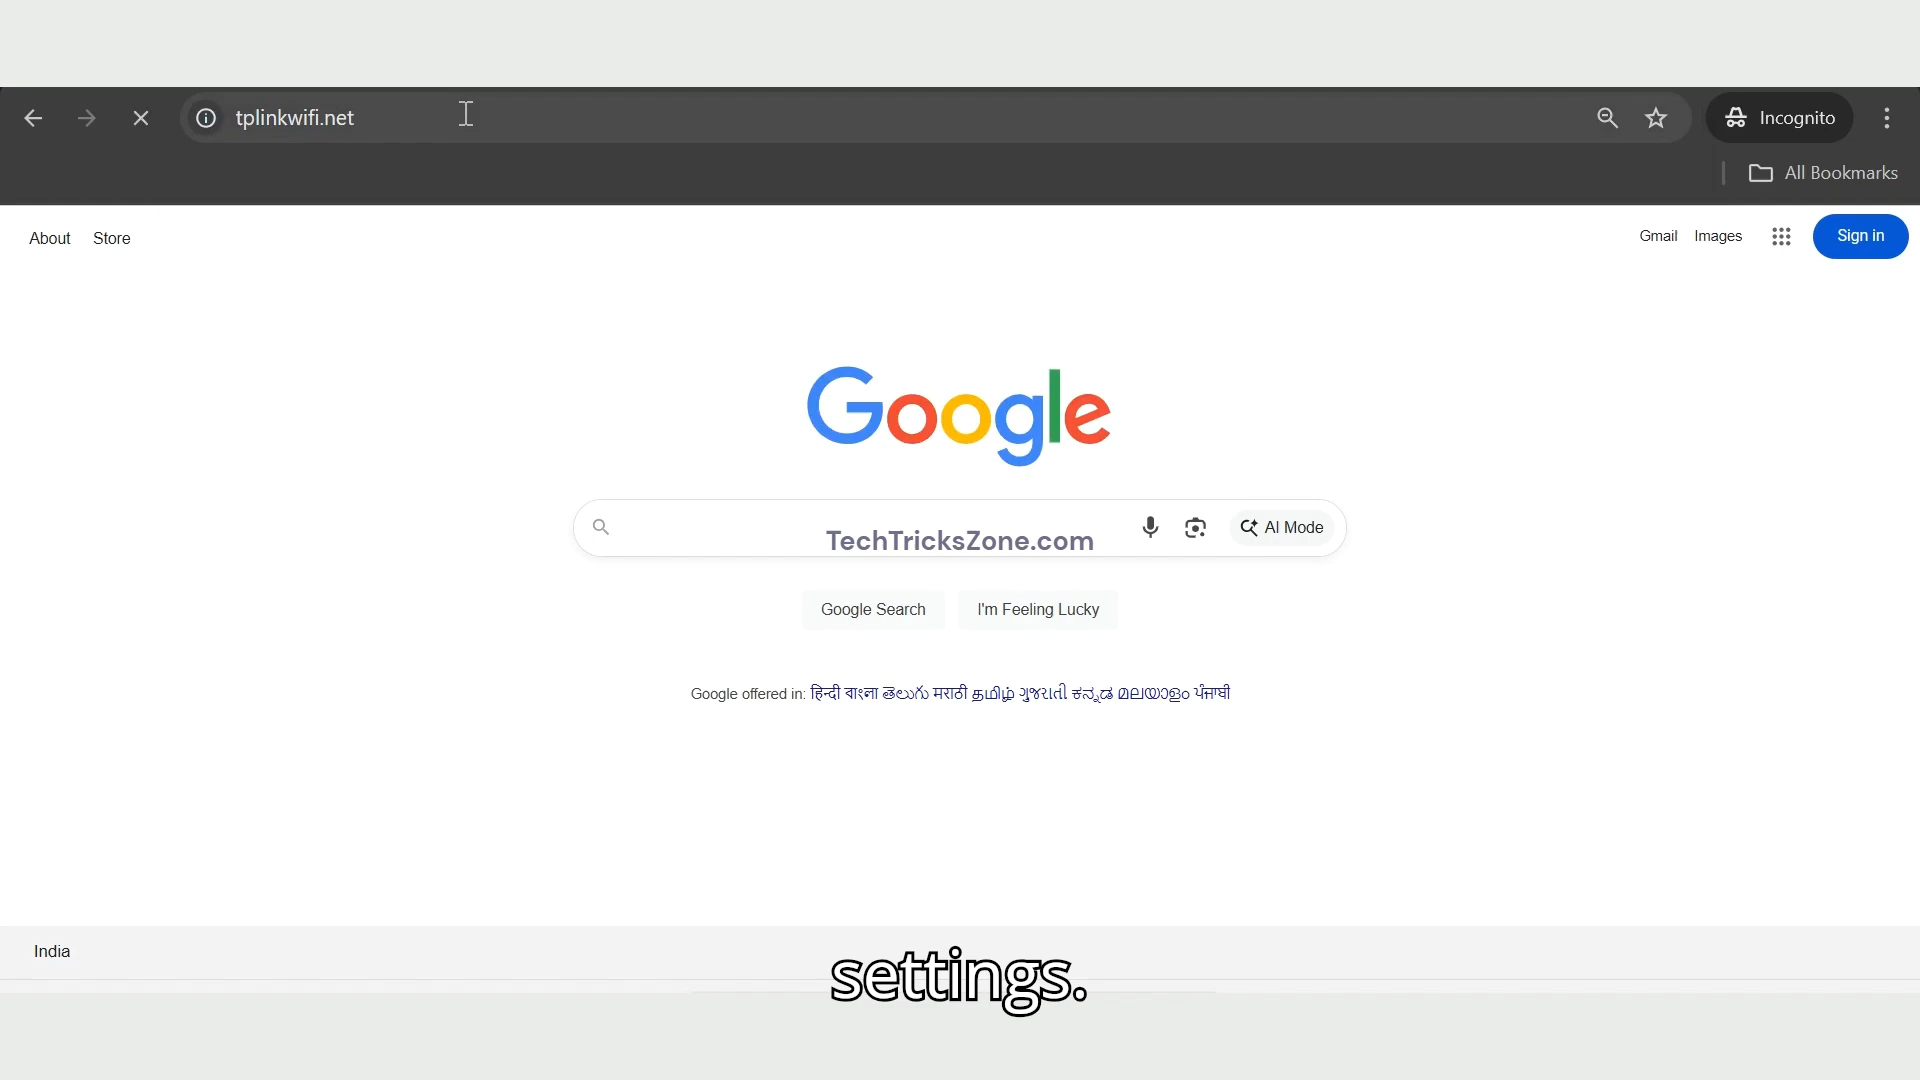 tplinkwifi.net
Incognito
All Bookmarks
About Store
Gmail Images Sign in
Google
TechTricksZone.com
AI Mode
Google Search I'm Feeling Lucky
Google offered in: हिन्दी বাংলা తెలుగు मराठी தமிழ் ગુજરાતી ಕನ್ನಡ മലയാളം ਪੰਜਾਬੀ
India
settings.